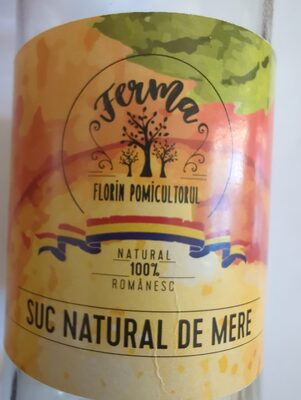 Ferma
FLORIN POMICULTORUL
NATURAL
100%
ROMÂNESC
SUC NATURAL DE MERE